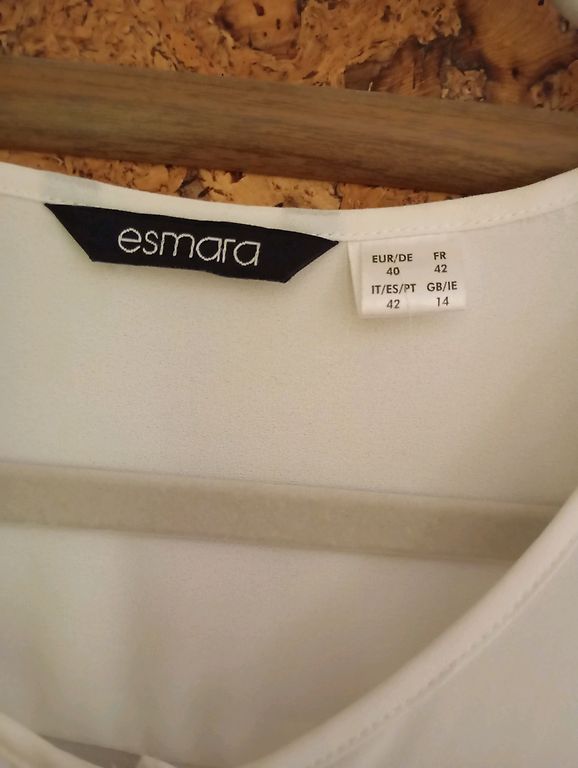 esmara
EUR/DE FR
40 42
IT/ES/PT GB/IE
42 14